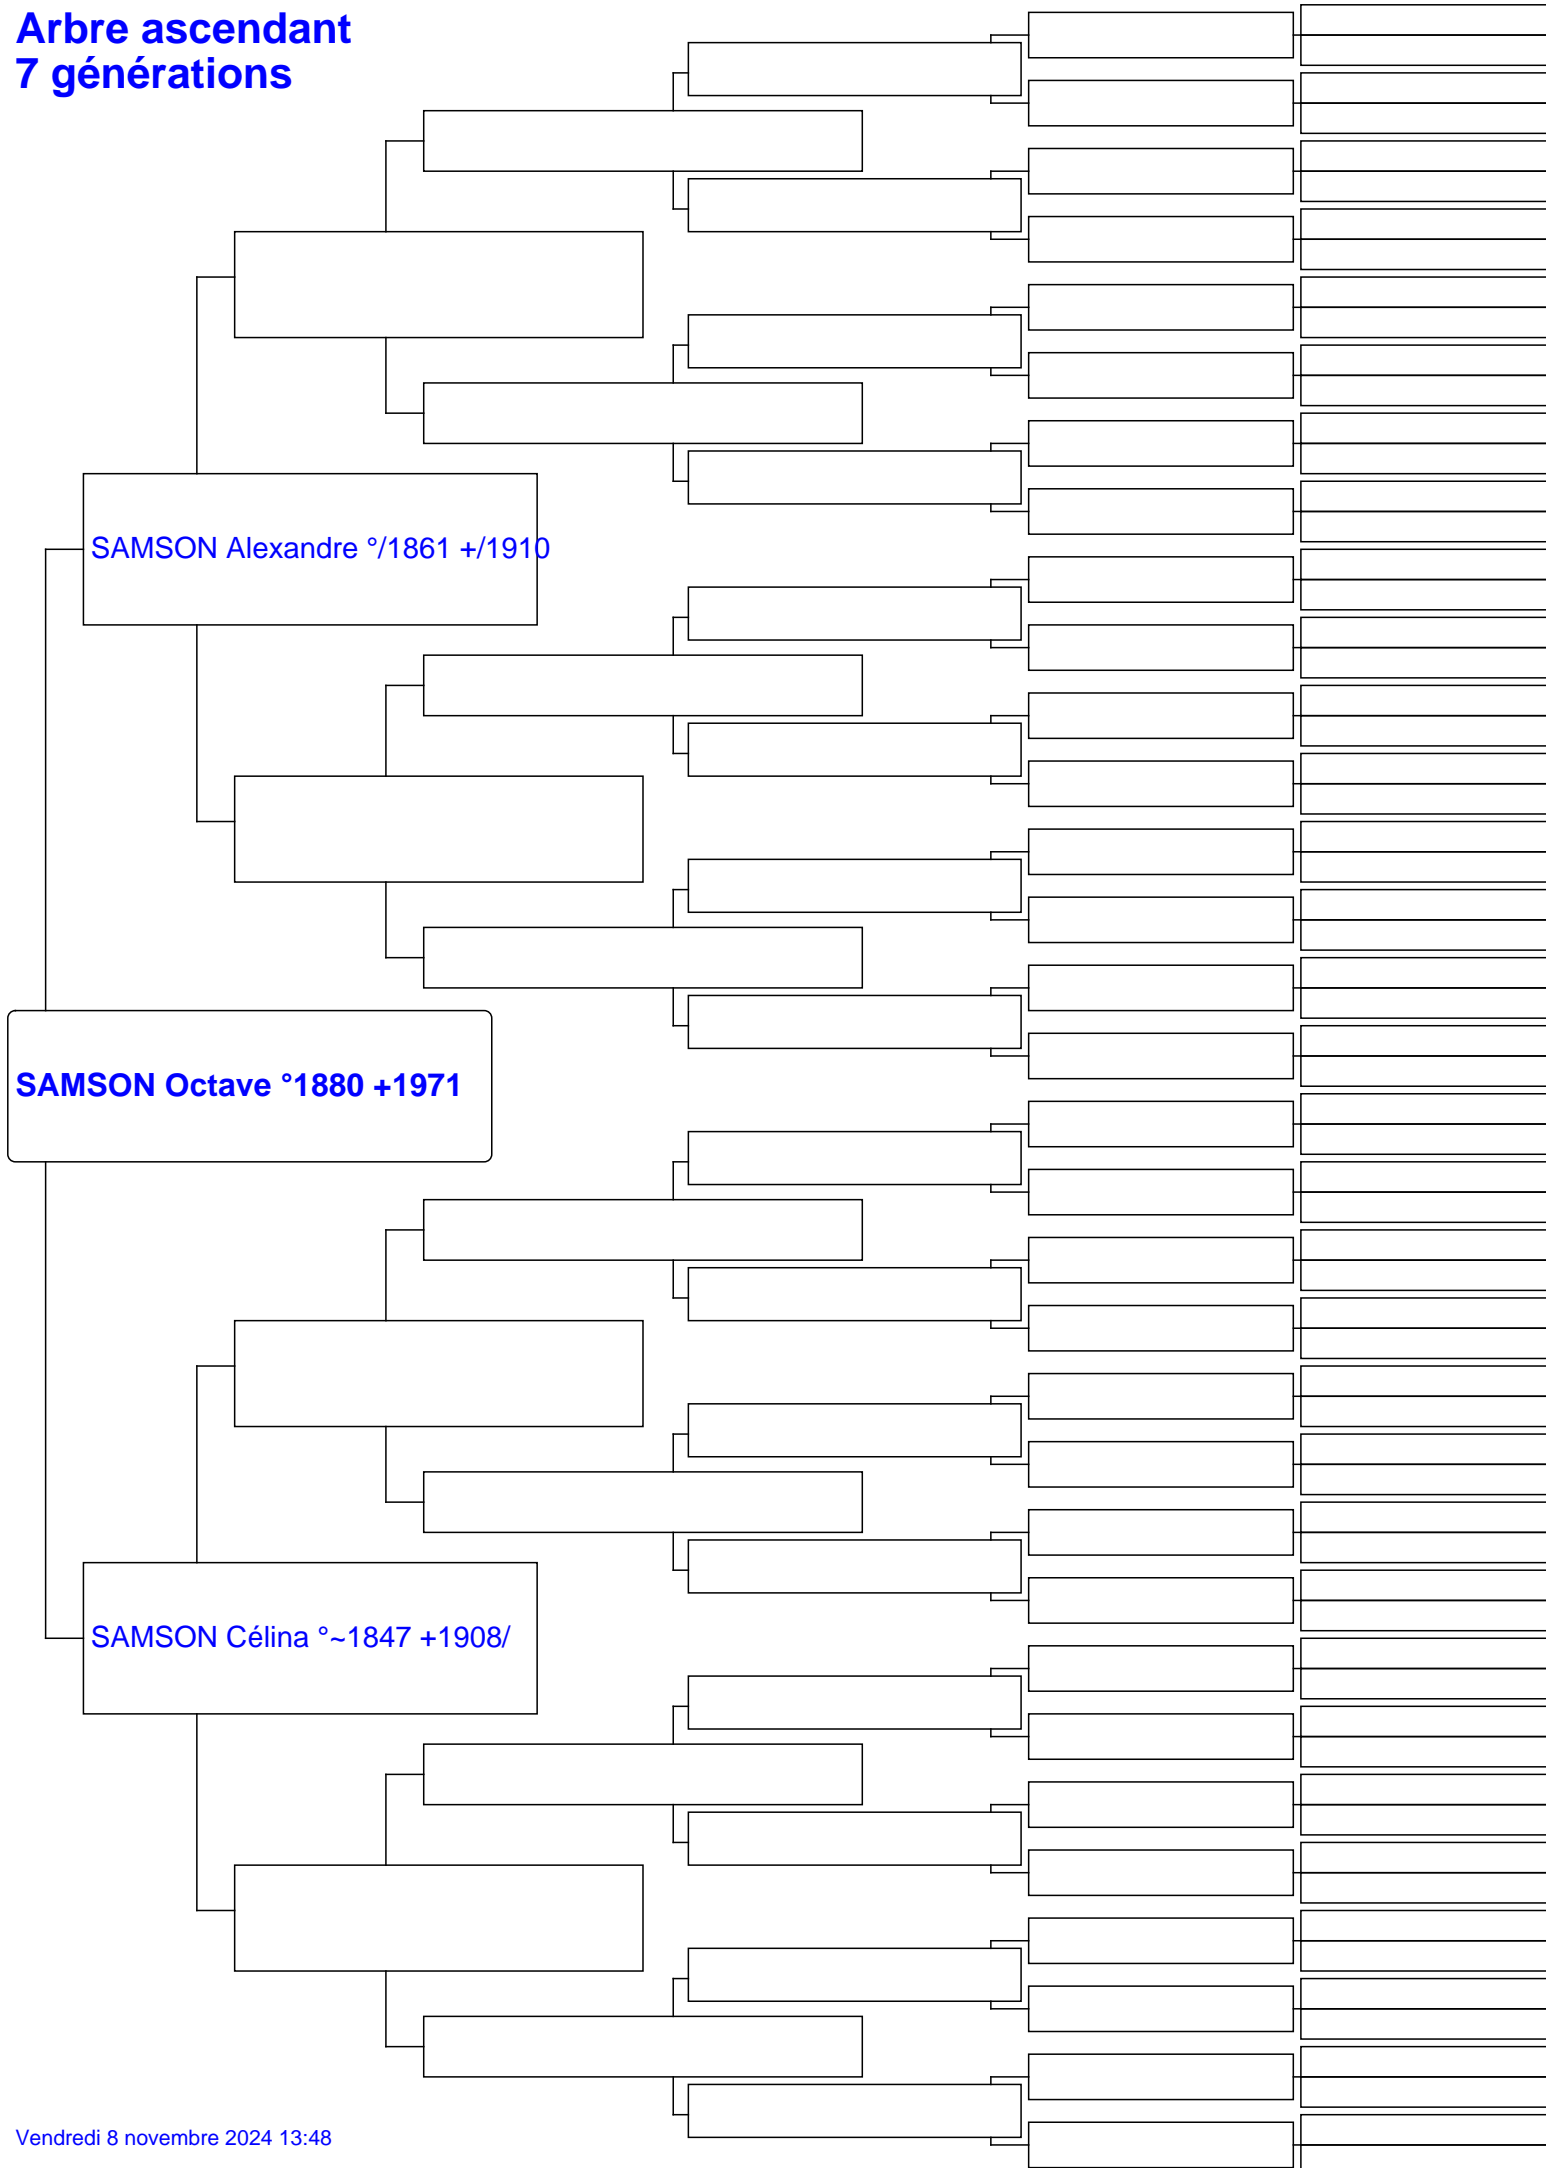 Arbre ascendant
7 générations
SAMSON Alexandre °/1861 +/1910
SAMSON Octave °1880 +1971
SAMSON Célina °~1847 +1908/
Vendredi 8 novembre 2024 13:48